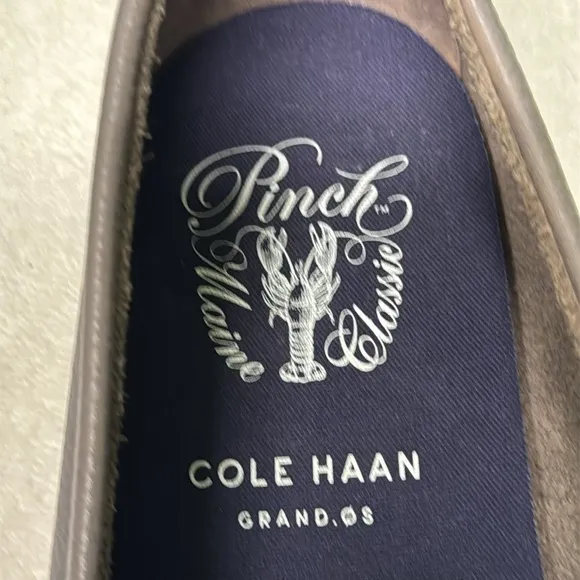 Pinch™
Maine Classic
COLE HAAN
GRAND.ØS